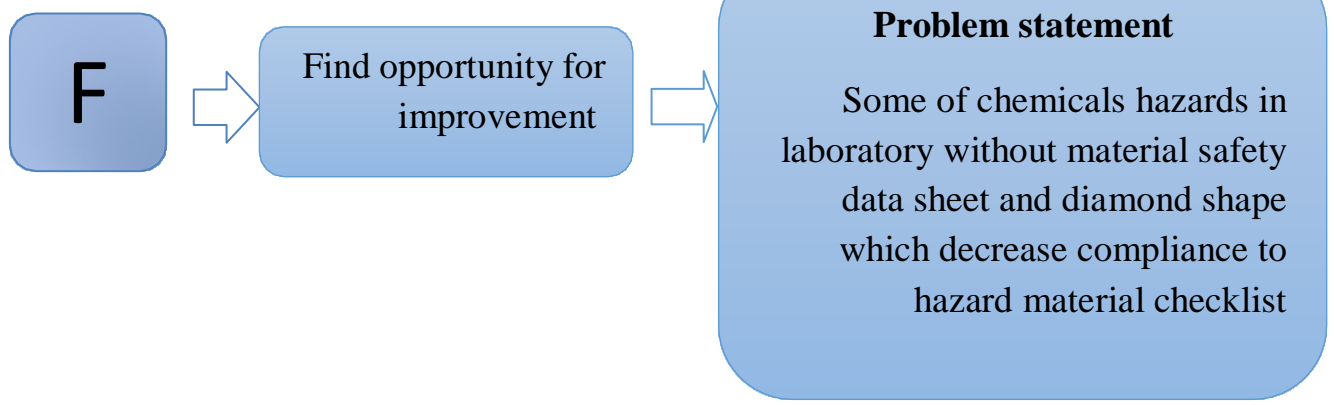 F
Find opportunity for
improvement
Problem statement
Some of chemicals hazards in
laboratory without material safety
data sheet and diamond shape
which decrease compliance to
hazard material checklist